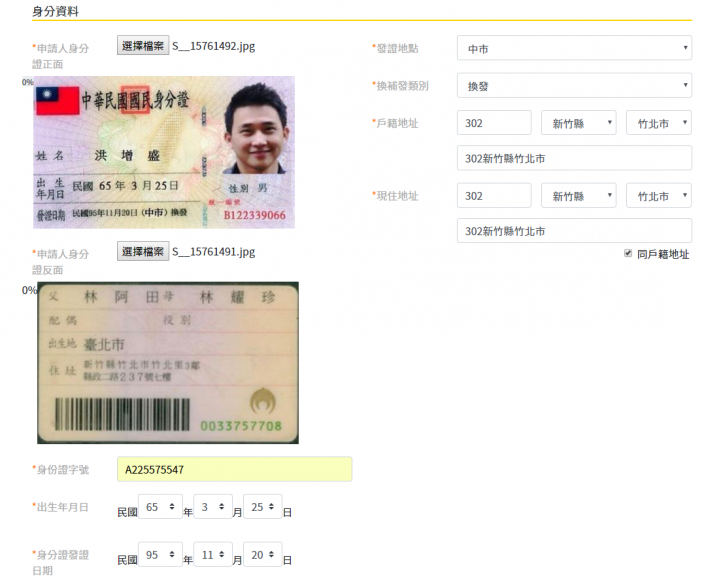 身分資料
*申請人身分證正面
選擇檔案 S__15761492.jpg
0%
中華民國國民身分證
姓名 洪增盛
出生年月日 民國 65 年 3 月 25 日
性別 男
發證日期 民國95年11月20日 (中市) 換發
統一編號
B122339066
*申請人身分證反面
選擇檔案 S__15761491.jpg
0%
父 林阿田 母 林耀珍
配偶 役別
出生地 臺北市
住址 新竹縣竹北市竹北里3鄰
縣政二路237號七樓
0033757708
*身份證字號 A225575547
*出生年月日 民國 65 年 3 月 25 日
*身分證發證日期 民國 95 年 11 月 20 日
*發證地點 中市
*換補發類別 換發
*戶籍地址 302 新竹縣 竹北市
302新竹縣竹北市
*現住地址 302 新竹縣 竹北市
302新竹縣竹北市
同戶籍地址